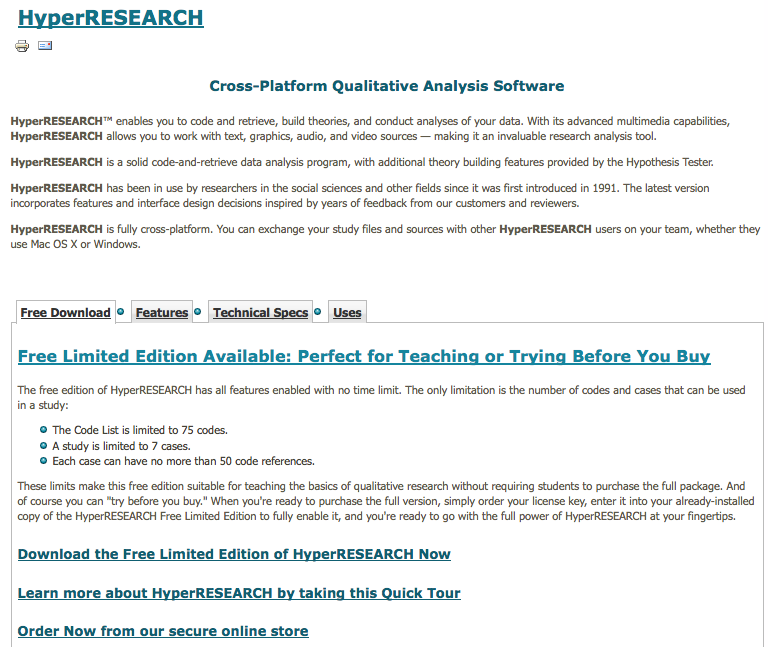 HyperRESEARCH
Cross-Platform Qualitative Analysis Software
HyperRESEARCH™ enables you to code and retrieve, build theories, and conduct analyses of your data. With its advanced multimedia capabilities,
HyperRESEARCH allows you to work with text, graphics, audio, and video sources — making it an invaluable research analysis tool.
HyperRESEARCH is a solid code-and-retrieve data analysis program, with additional theory building features provided by the Hypothesis Tester.
HyperRESEARCH has been in use by researchers in the social sciences and other fields since it was first introduced in 1991. The latest version
incorporates features and interface design decisions inspired by years of feedback from our customers and reviewers.
HyperRESEARCH is fully cross-platform. You can exchange your study files and sources with other HyperRESEARCH users on your team, whether they
use Mac OS X or Windows.
Free Download Features Technical Specs Uses
Free Limited Edition Available: Perfect for Teaching or Trying Before You Buy
The free edition of HyperRESEARCH has all features enabled with no time limit. The only limitation is the number of codes and cases that can be used
in a study:
The Code List is limited to 75 codes.
A study is limited to 7 cases.
Each case can have no more than 50 code references.
These limits make this free edition suitable for teaching the basics of qualitative research without requiring students to purchase the full package. And
of course you can "try before you buy." When you're ready to purchase the full version, simply order your license key, enter it into your already-installed
copy of the HyperRESEARCH Free Limited Edition to fully enable it, and you're ready to go with the full power of HyperRESEARCH at your fingertips.
Download the Free Limited Edition of HyperRESEARCH Now
Learn more about HyperRESEARCH by taking this Quick Tour
Order Now from our secure online store